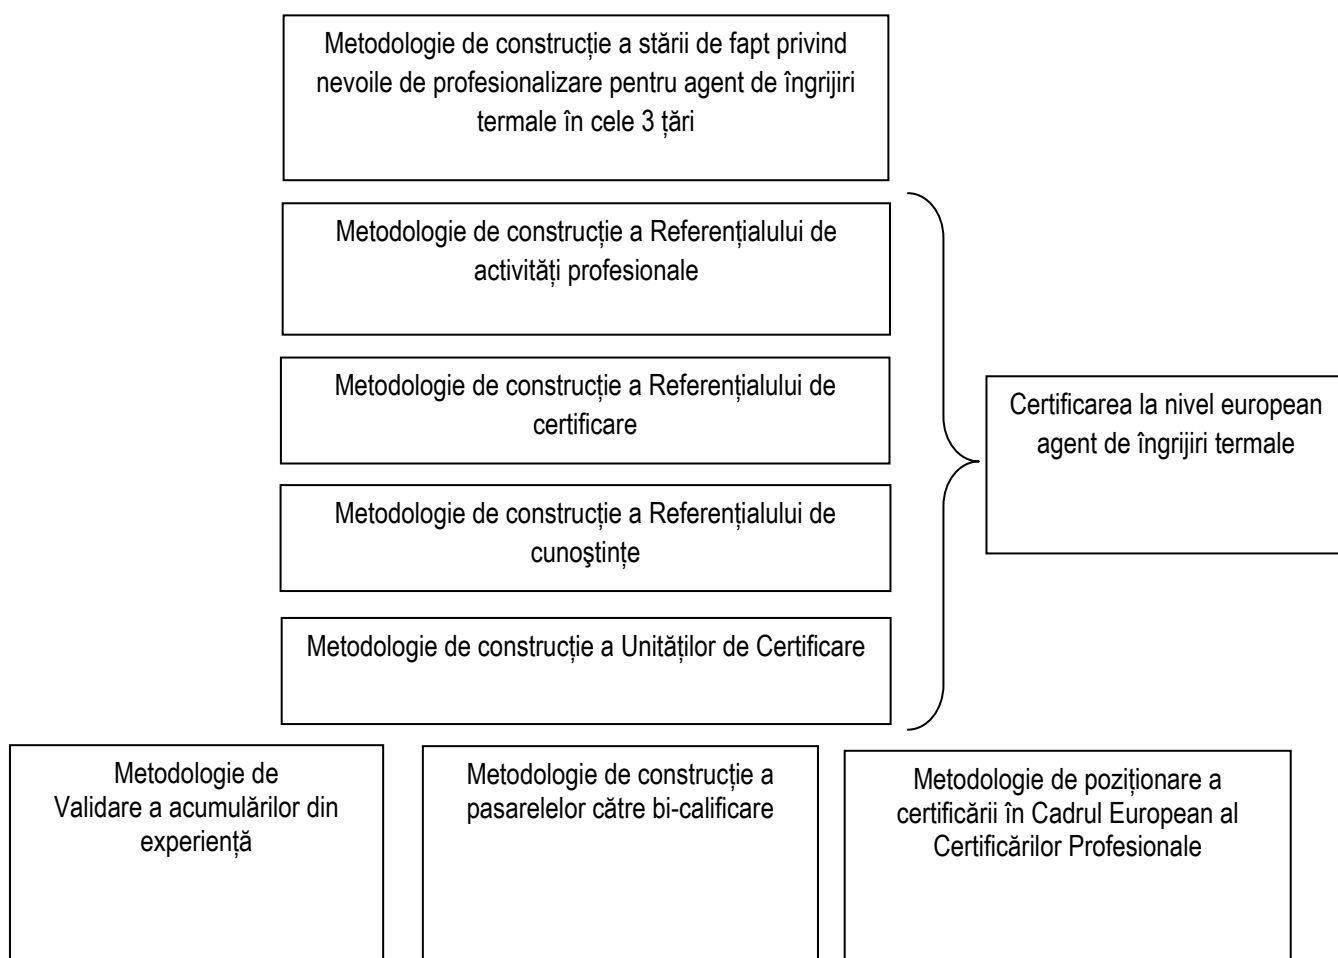 Metodologie de construcție a stării de fapt privind
nevoile de profesionalizare pentru agent de îngrijiri
termale în cele 3 țări
Metodologie de construcție a Referențialului de
activități profesionale
Metodologie de construcție a Referențialului de
certificare
Metodologie de construcție a Referențialului de
cunoştințe
Metodologie de construcție a Unităților de Certificare
Certificarea la nivel european
agent de îngrijiri termale
Metodologie de
Validare a acumulărilor din
experiență
Metodologie de construcție a
pasarelelor către bi-calificare
Metodologie de poziționare a
certificării în Cadrul European al
Certificărilor Profesionale